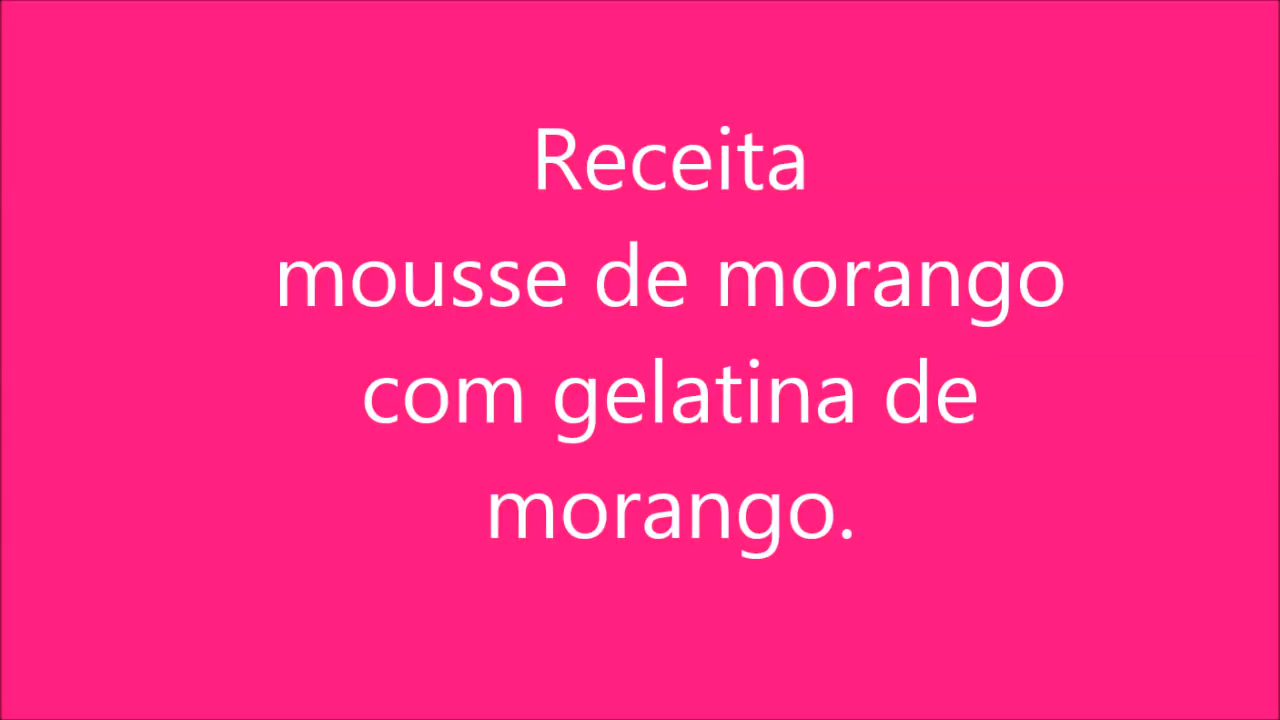 Receita
mousse de morango
com gelatina de
morango.